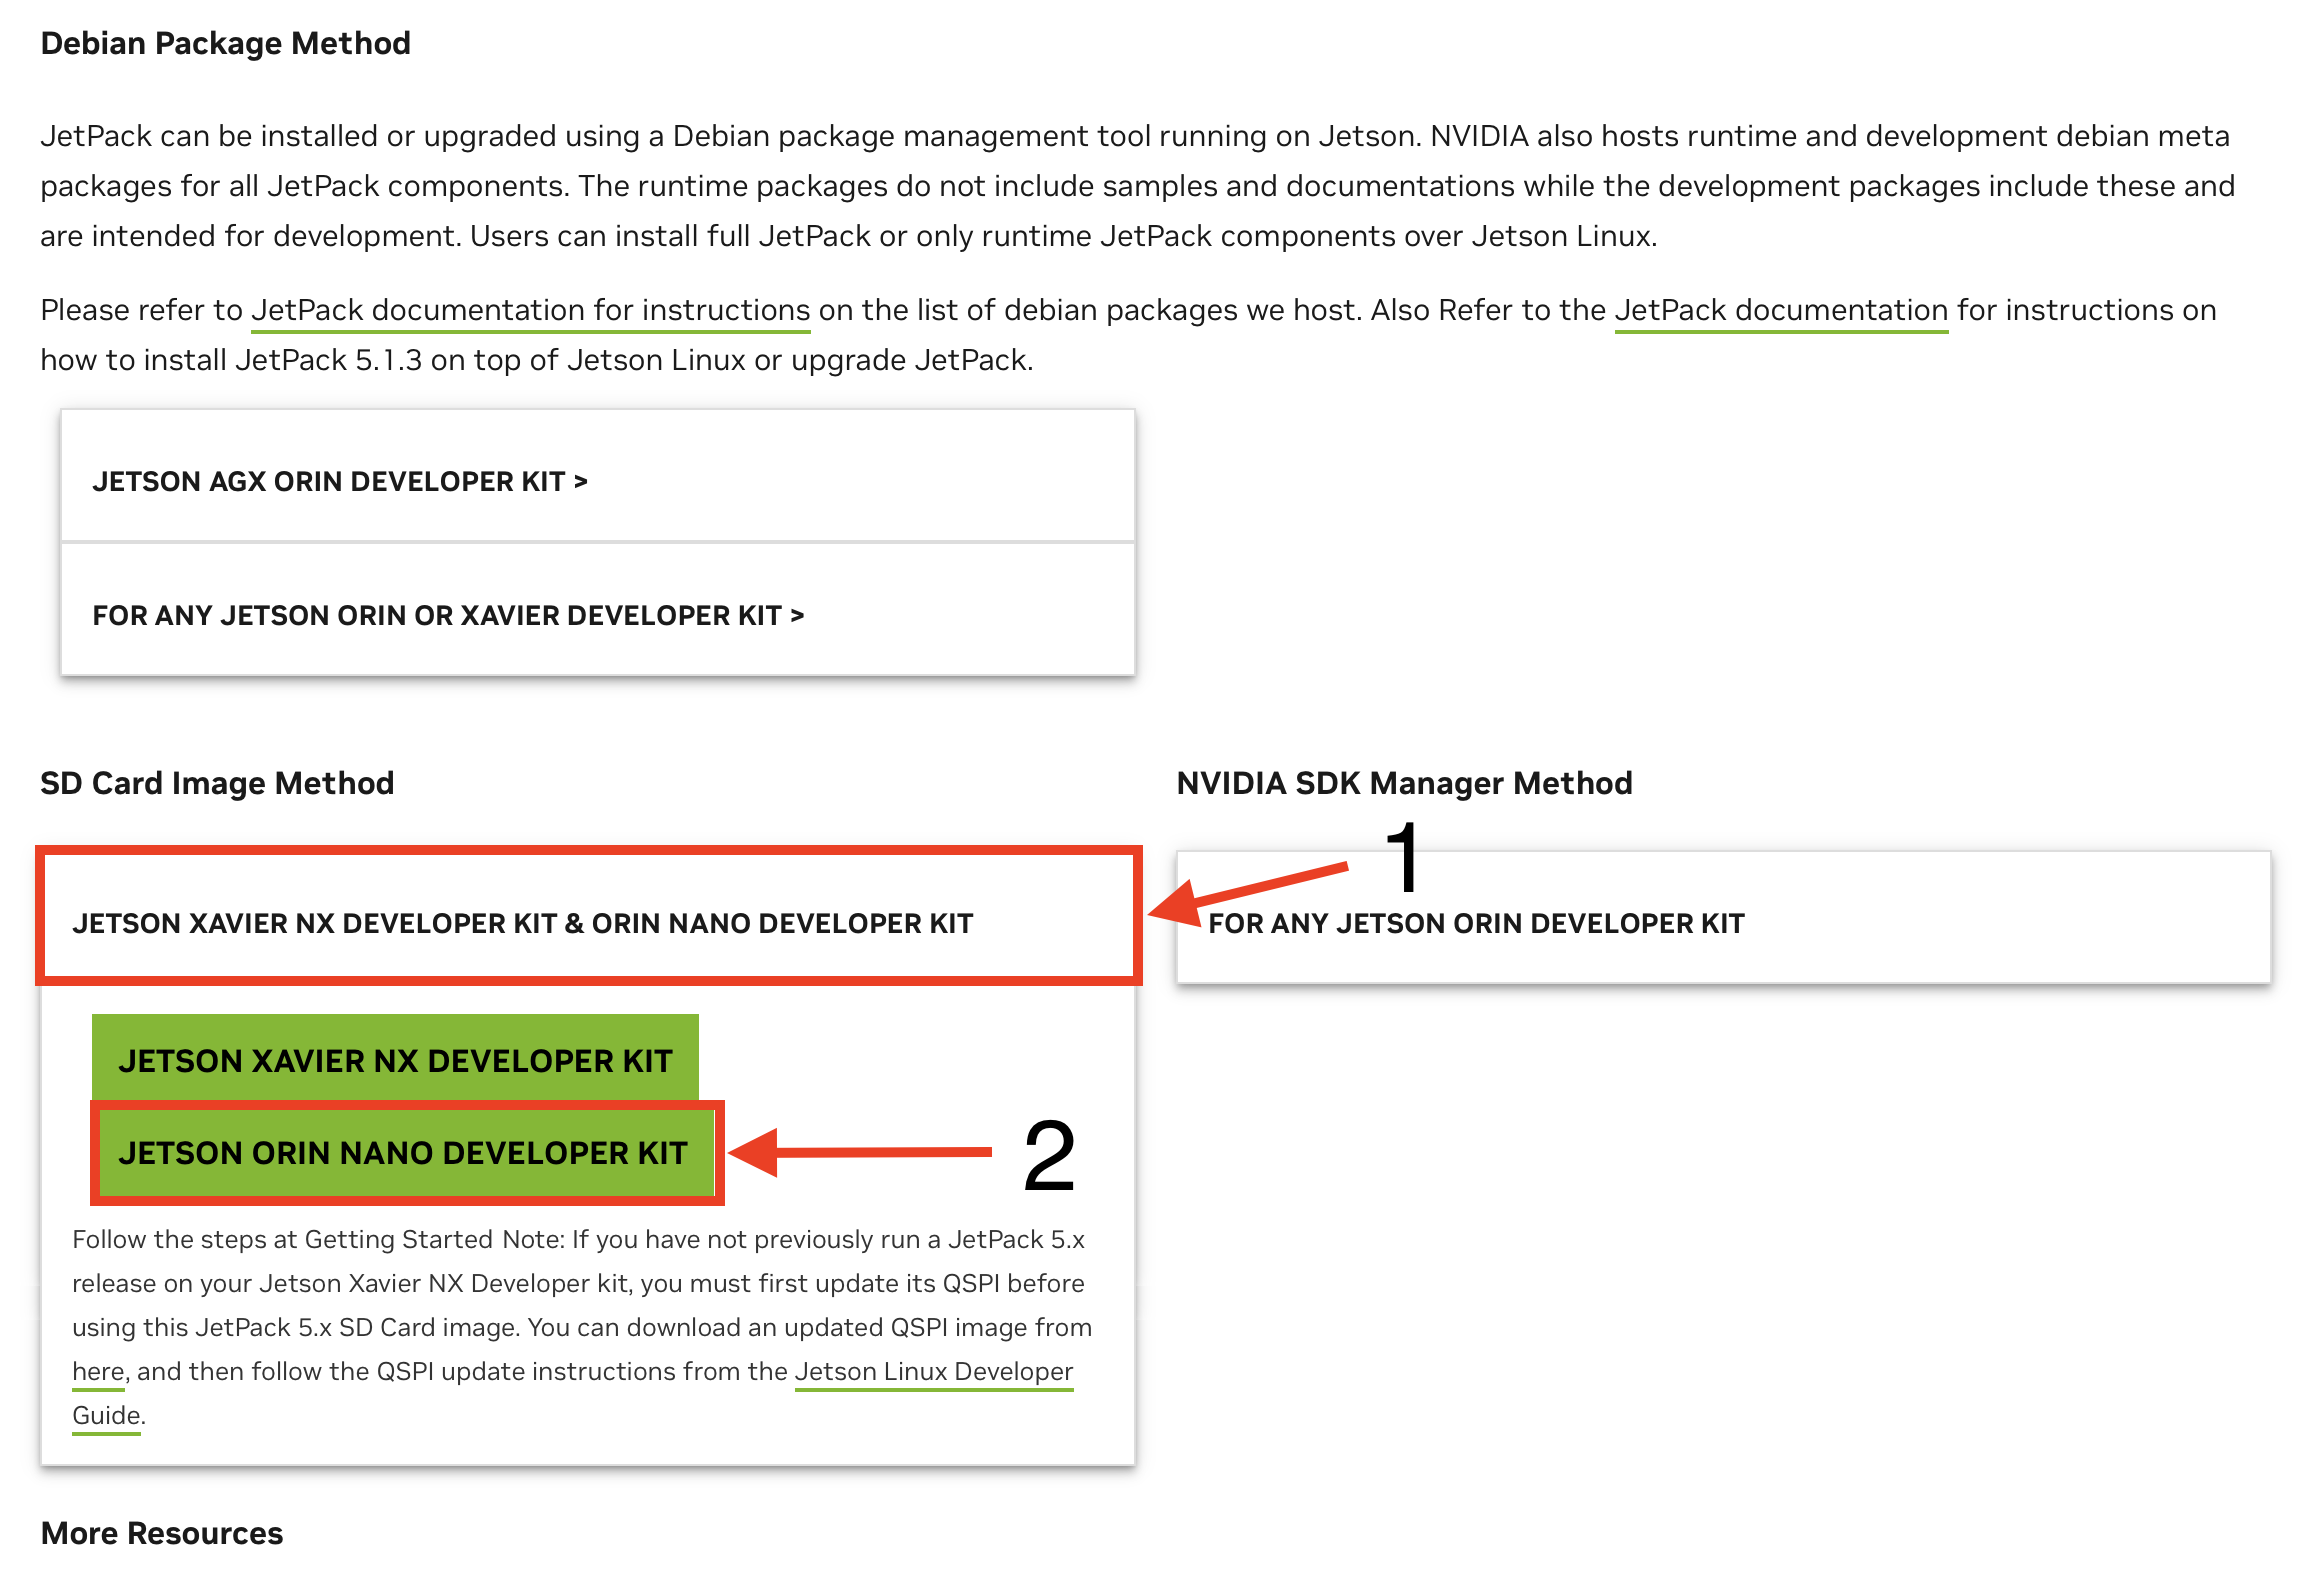 Debian Package Method
JetPack can be installed or upgraded using a Debian package management tool running on Jetson. NVIDIA also hosts runtime and development debian meta
packages for all JetPack components. The runtime packages do not include samples and documentations while the development packages include these and
are intended for development. Users can install full JetPack or only runtime JetPack components over Jetson Linux.
Please refer to JetPack documentation for instructions on the list of debian packages we host. Also Refer to the JetPack documentation for instructions on
how to install JetPack 5.1.3 on top of Jetson Linux or upgrade JetPack.
JETSON AGX ORIN DEVELOPER KIT >
FOR ANY JETSON ORIN OR XAVIER DEVELOPER KIT >
SD Card Image Method
JETSON XAVIER NX DEVELOPER KIT & ORIN NANO DEVELOPER KIT
JETSON XAVIER NX DEVELOPER KIT
JETSON ORIN NANO DEVELOPER KIT
2
Follow the steps at Getting Started Note: If you have not previously run a JetPack 5.x
release on your Jetson Xavier NX Developer kit, you must first update its QSPI before
using this JetPack 5.x SD Card image. You can download an updated QSPI image from
here, and then follow the QSPI update instructions from the Jetson Linux Developer
Guide.
NVIDIA SDK Manager Method
1
FOR ANY JETSON ORIN DEVELOPER KIT
More Resources